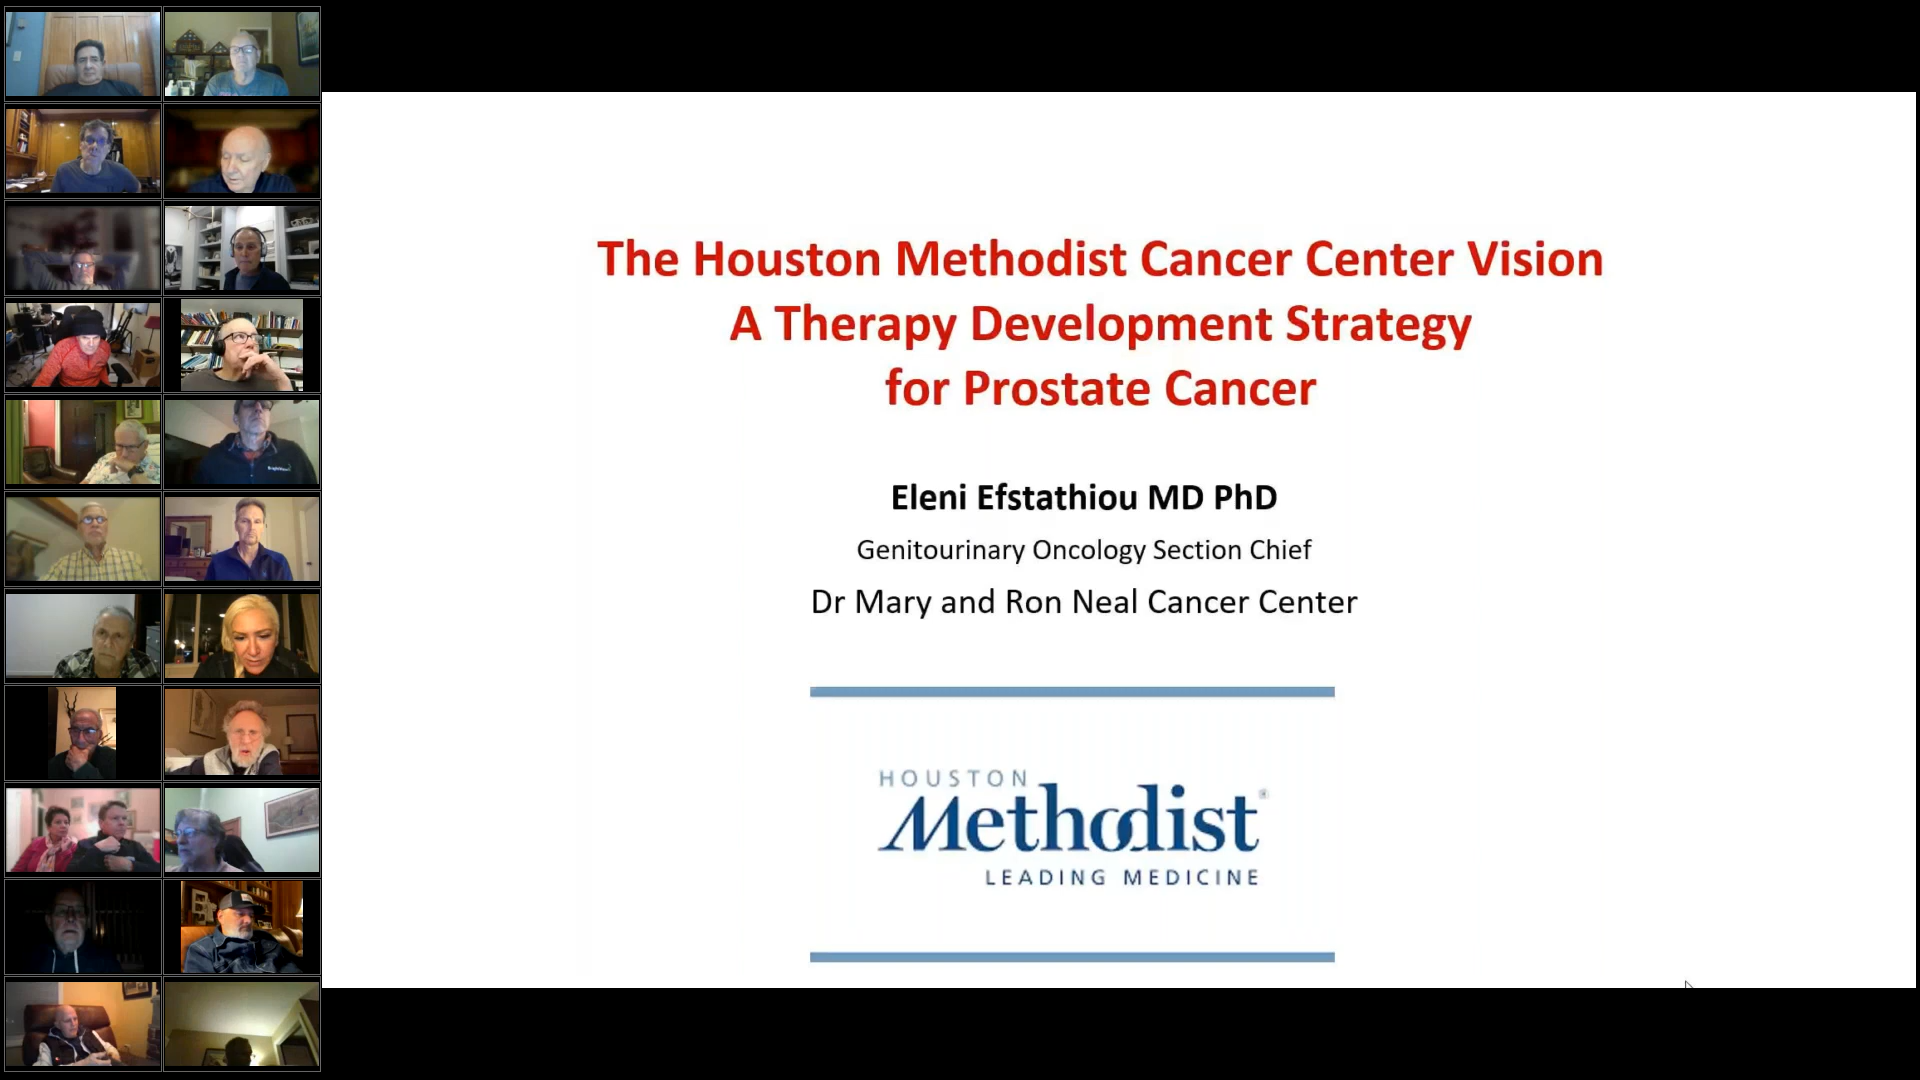 The Houston Methodist Cancer Center Vision
A Therapy Development Strategy
for Prostate Cancer
Eleni Efstathiou MD PhD
Genitourinary Oncology Section Chief
Dr Mary and Ron Neal Cancer Center
HOUSTON
Methodist®
LEADING MEDICINE